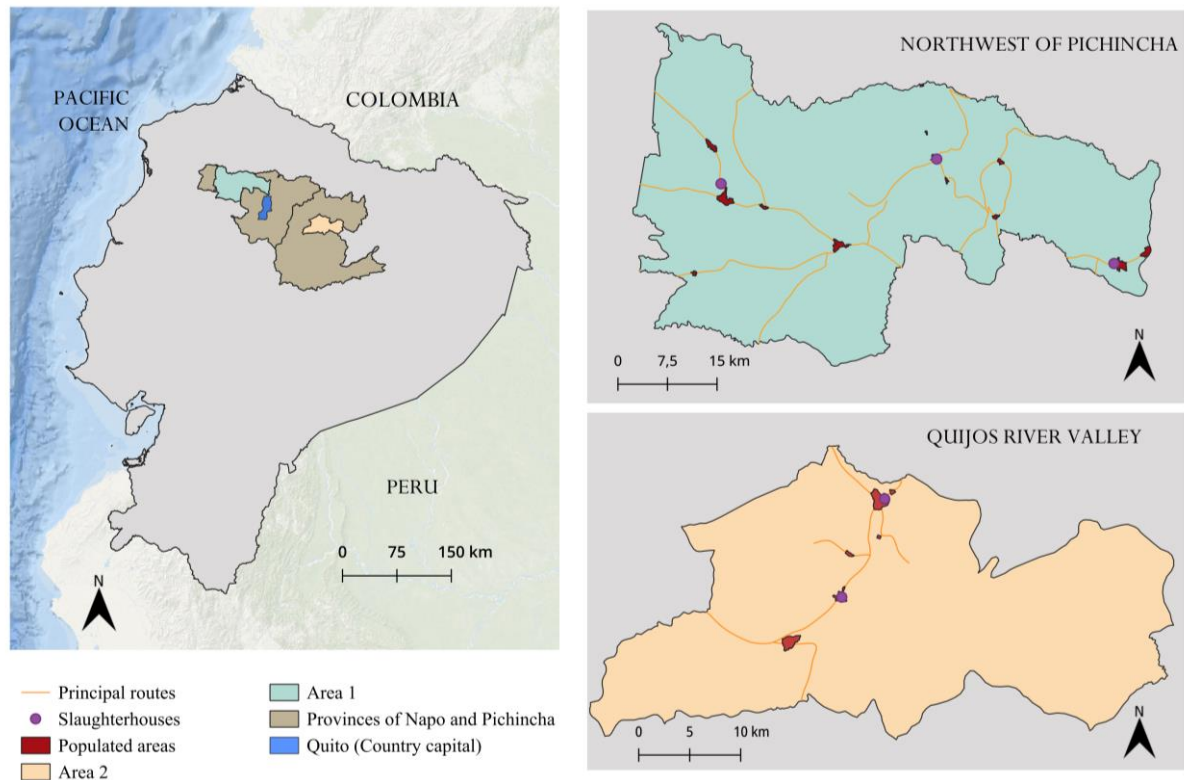 PACIFIC
OCEAN
COLOMBIA
PERU
0 75 150 km
N
NORTHWEST OF PICHINCHA
N
0 7,5 15 km
QUIJOS RIVER VALLEY
N
0 5 10 km
Principal routes
Slaughterhouses
Populated areas
Area 2
Area 1
Provinces of Napo and Pichincha
Quito (Country capital)